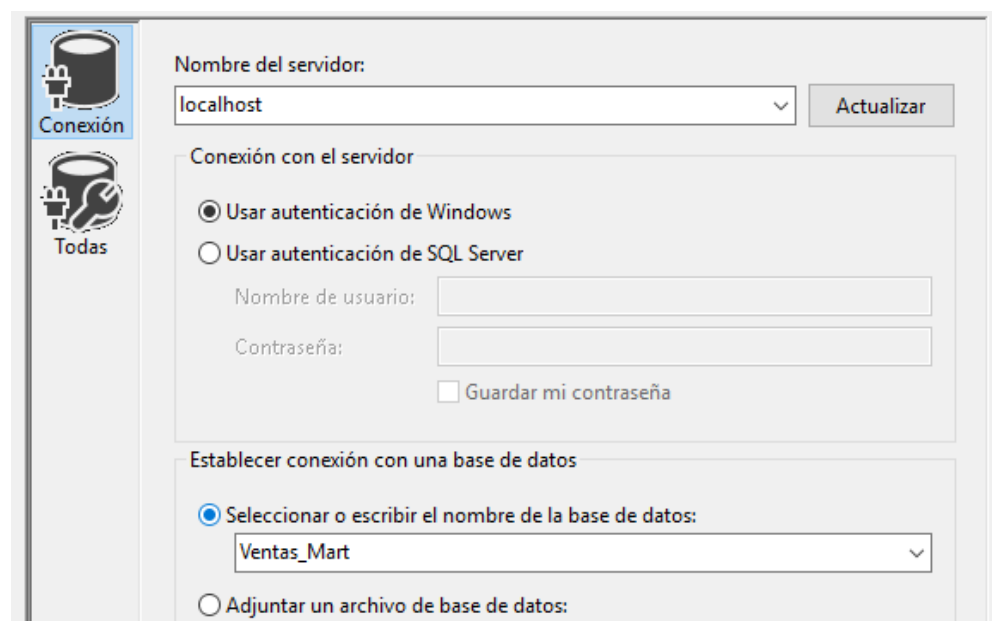 Conexión
Todas
Nombre del servidor:
localhost
Actualizar
Conexión con el servidor
Usar autenticación de Windows
Usar autenticación de SQL Server
Nombre de usuario:
Contraseña:
Guardar mi contraseña
Establecer conexión con una base de datos
Seleccionar o escribir el nombre de la base de datos:
Ventas_Mart
Adjuntar un archivo de base de datos: